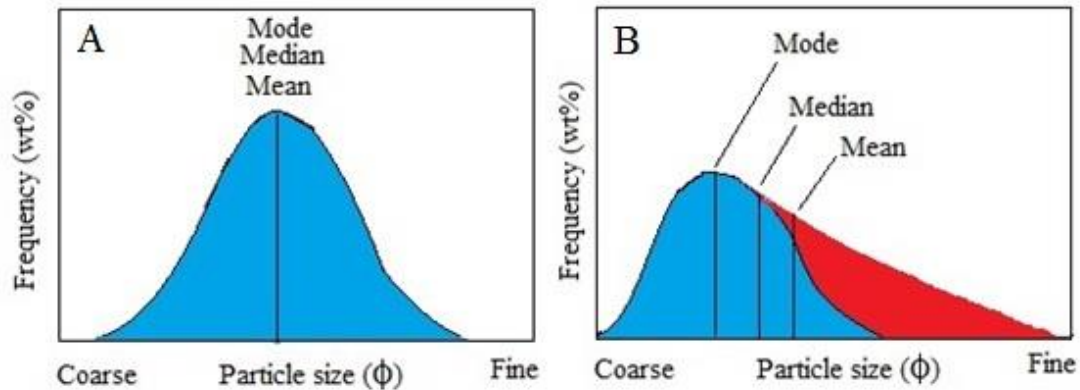 A
Mode
Median
Mean
Frequency (wt%)
Coarse
Particle size (ϕ)
Fine
B
Mode
Median
Mean
Frequency (wt%)
Coarse
Particle size (ϕ)
Fine